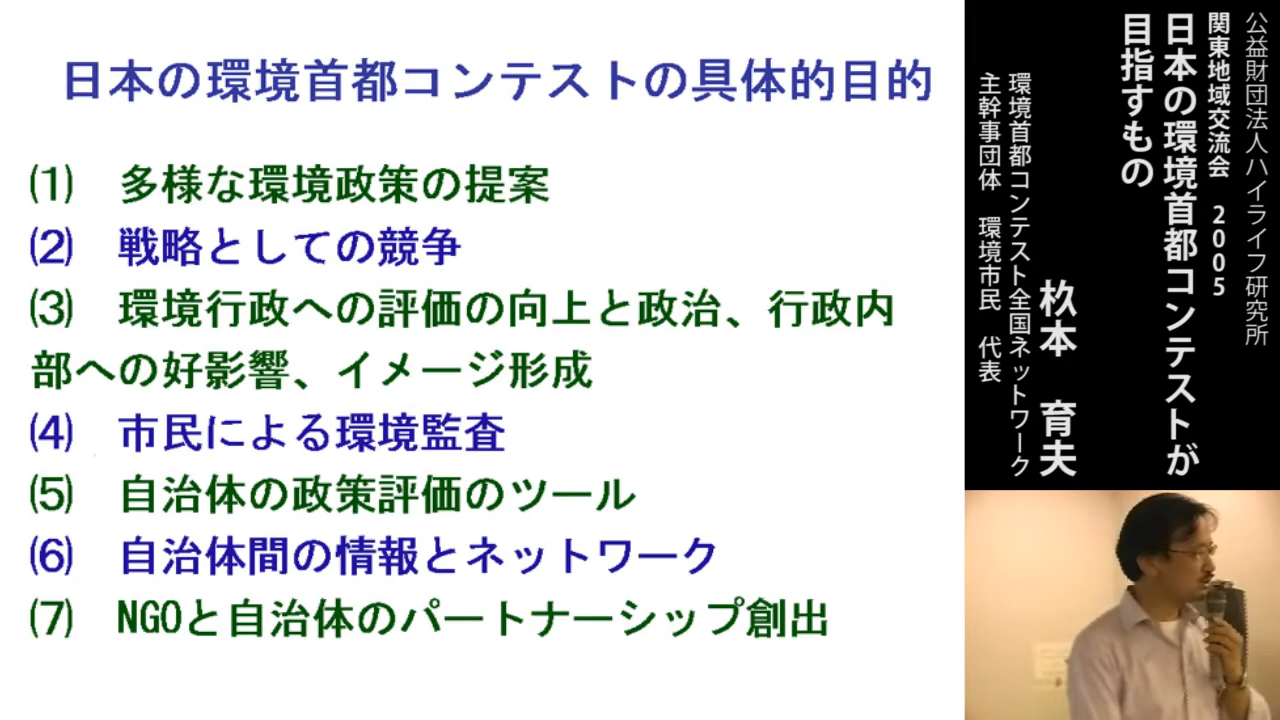 日本の環境首都コンテストの具体的目的
(1)　多様な環境政策の提案
(2)　戦略としての競争
(3)　環境行政への評価の向上と政治、行政内
部への好影響、イメージ形成
(4)　市民による環境監査
(5)　自治体の政策評価のツール
(6)　自治体間の情報とネットワーク
(7)　NGOと自治体のパートナーシップ創出
公益財団法人ハイライフ研究所
関東地域交流会　2005
日本の環境首都コンテストが
目指すもの
杦本　育夫
環境首都コンテスト全国ネットワーク
主幹事団体　環境市民　代表